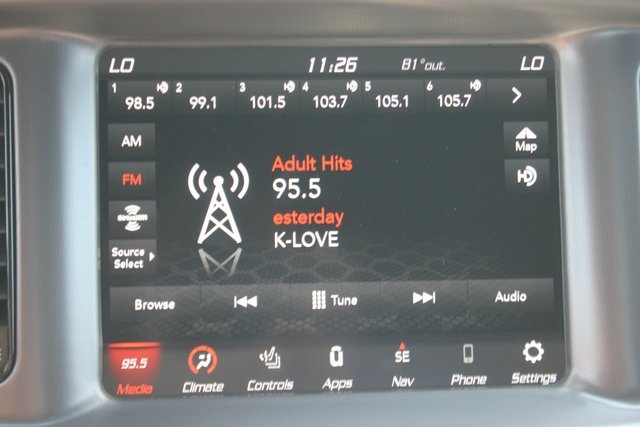 LO 11:26 81°out. LO
1 98.5 2 99.1 3 101.5 4 103.7 5 105.1 6 105.7
AM
FM
SiriusXM
Source
Select
Adult Hits
95.5
esterday
K-LOVE
Map
HD
Browse Tune Audio
95.5 SE
Media Climate Controls Apps Nav Phone Settings